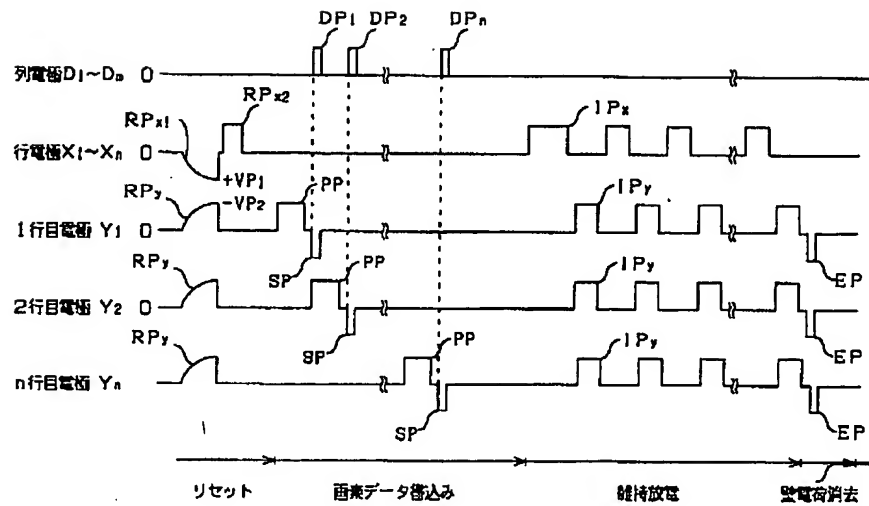 DP1 DP2 DPn
列電極D1~Dm 0
RPx1 RPx2 IPx
行電極X1~Xn 0
RPy +VP1 -VP2 PP IPy
1行目電極 Y1 0
RPy SP PP IPy EP
2行目電極 Y2 0
RPy SP PP IPy EP
n行目電極 Yn
SP EP
リセット 画素データ書込み 維持放電 壁電荷消去